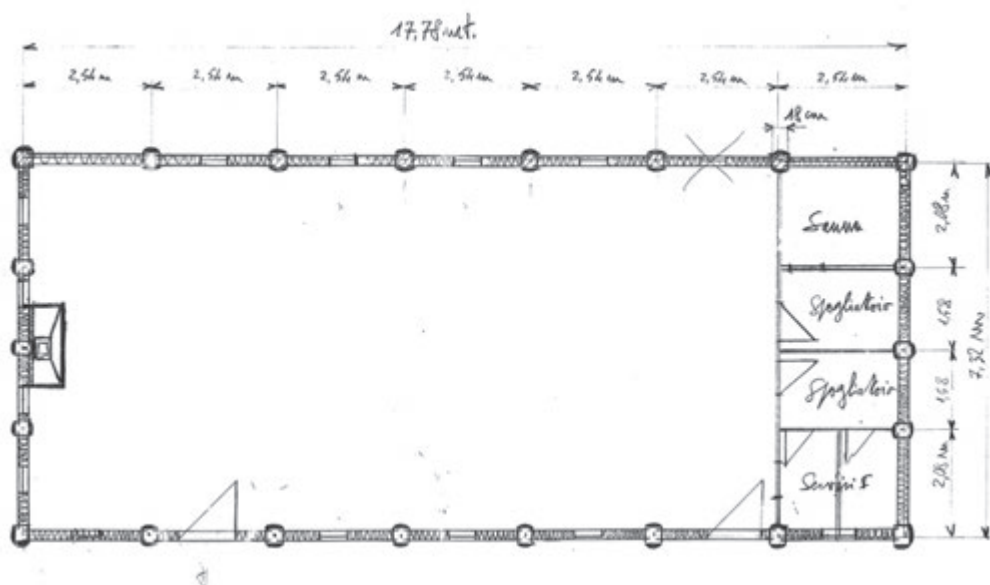 17,78 mt.
2,54 m 2,54 m 2,54 m 2,54 m 2,54 m 2,54 m 2,54 m
18 cm
Sauna
2,08 m
Spogliatoio
1,58
7,32 m
Spogliatoio
1,58
2,08 m
Servizi